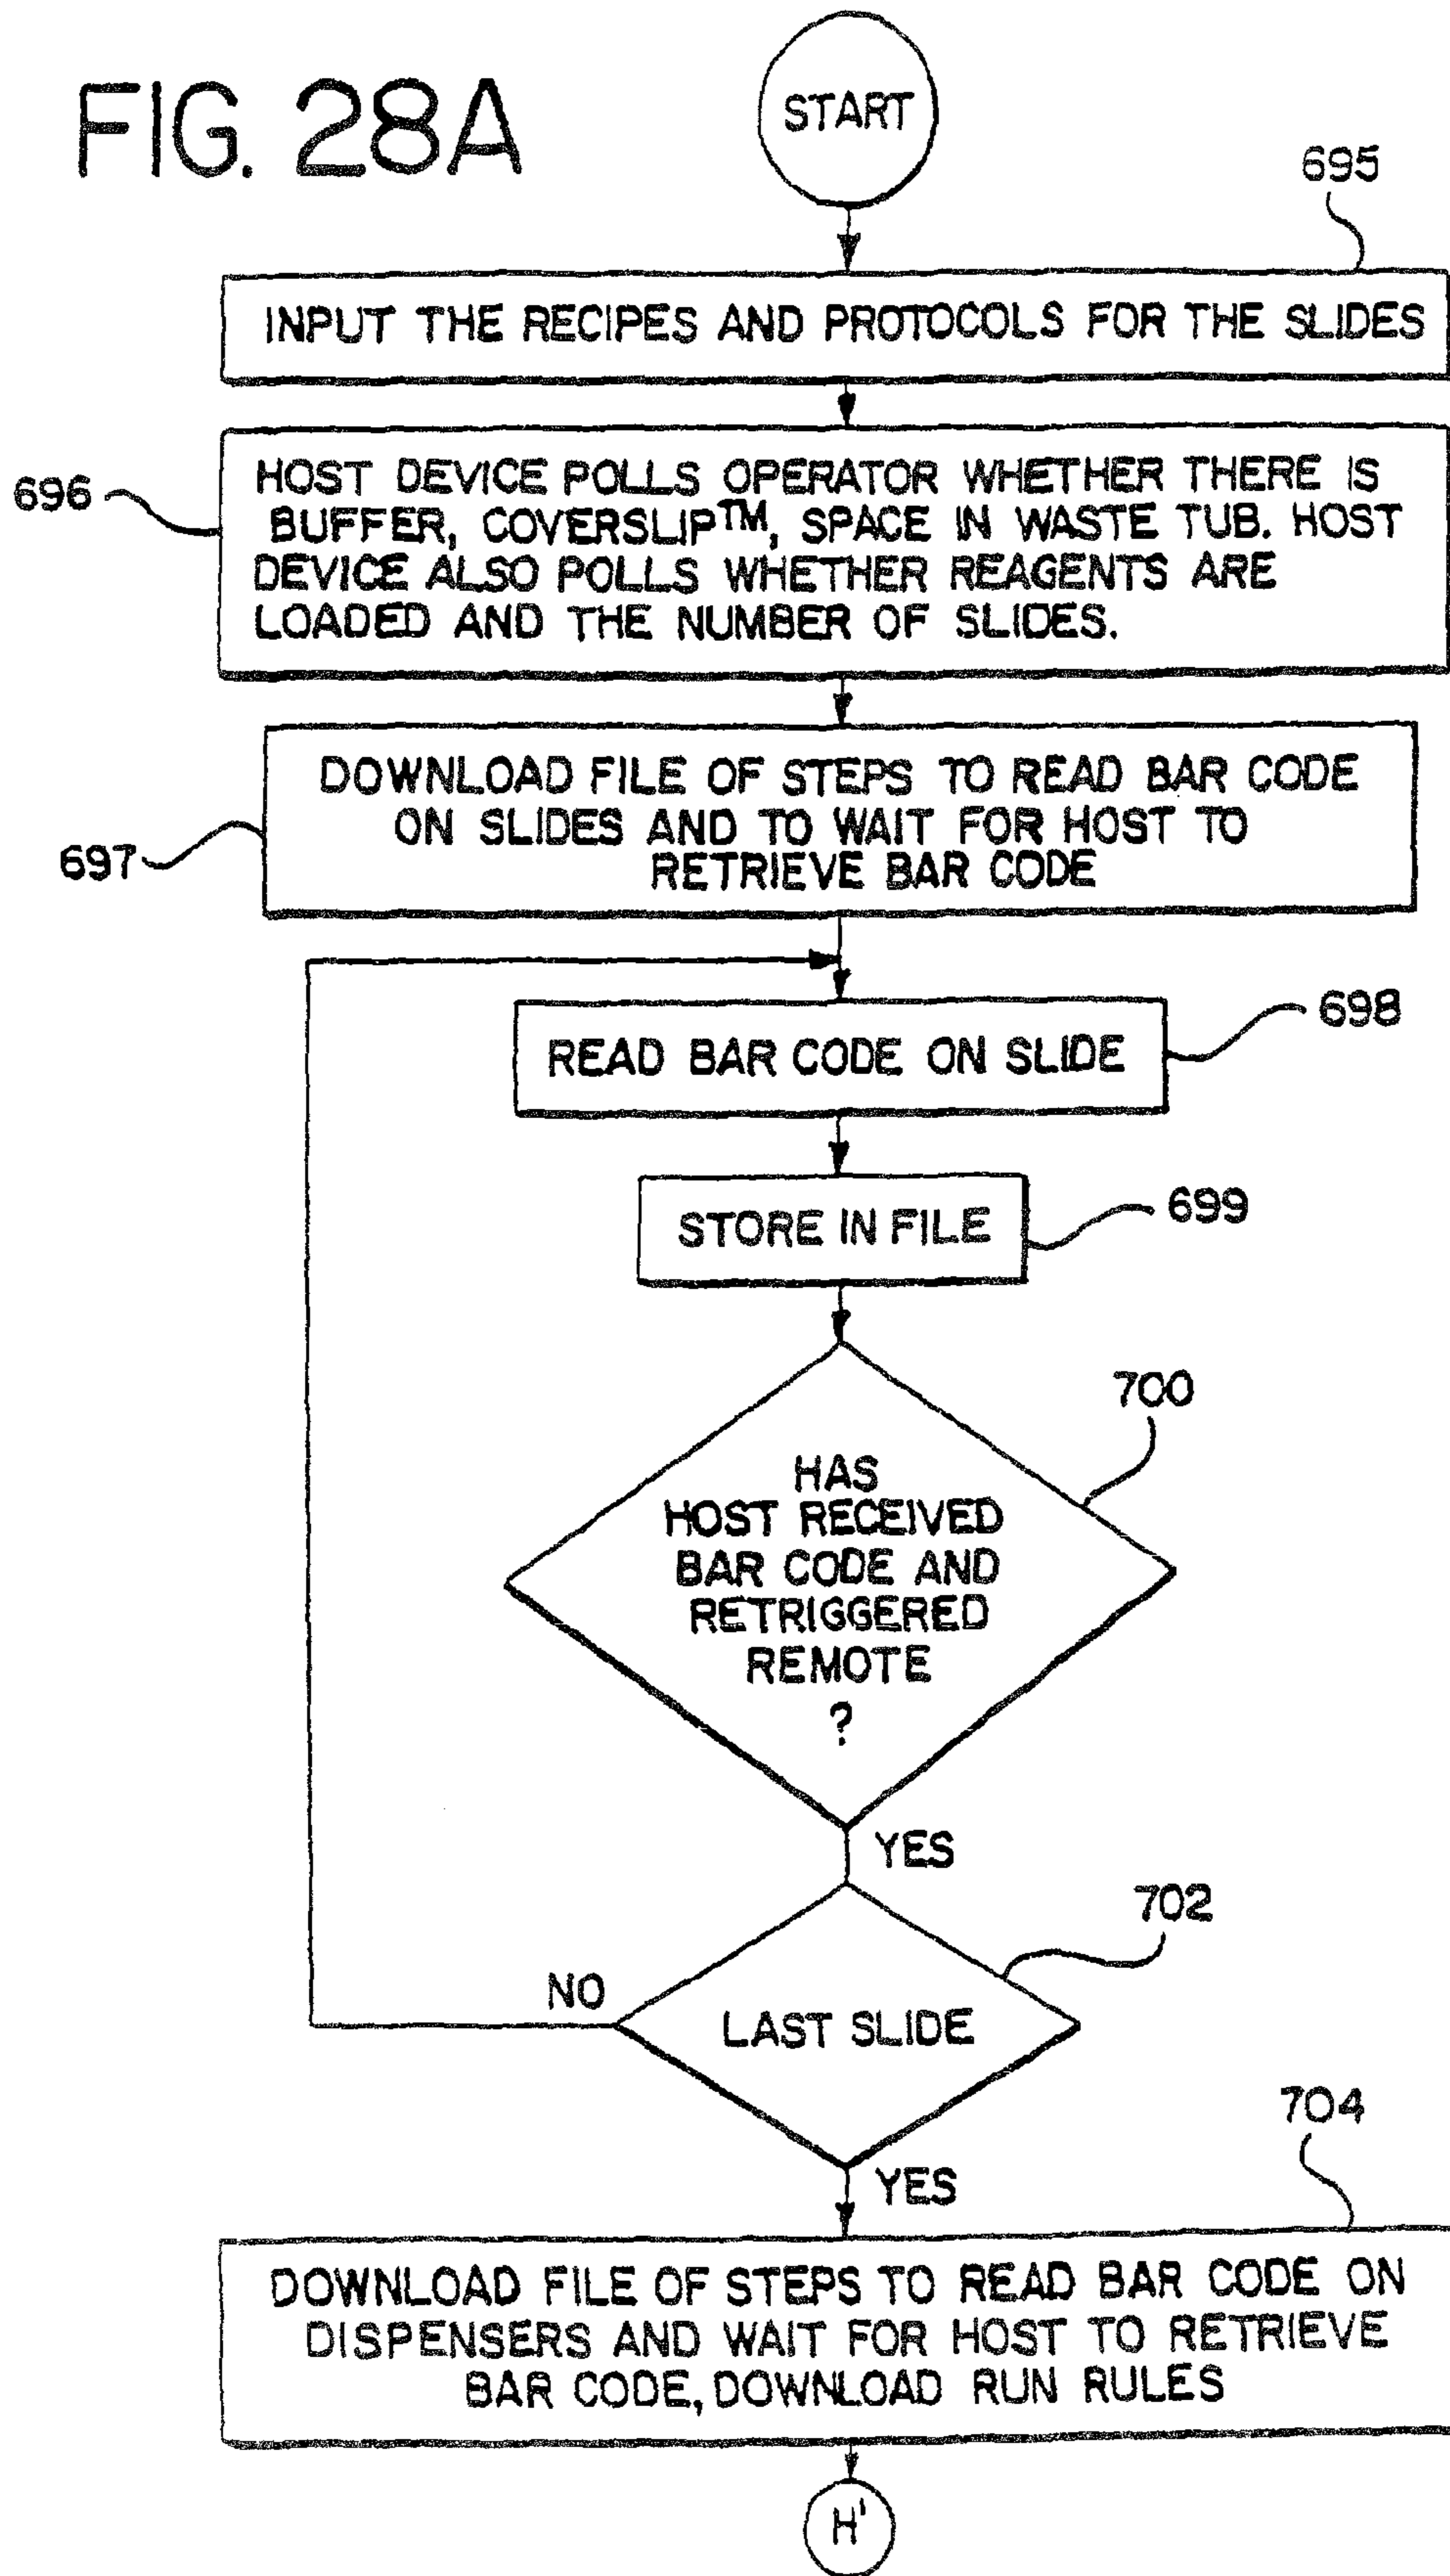 FIG. 28A
START
695
INPUT THE RECIPES AND PROTOCOLS FOR THE SLIDES
696
HOST DEVICE POLLS OPERATOR WHETHER THERE IS
BUFFER, COVERSLIP™, SPACE IN WASTE TUB. HOST
DEVICE ALSO POLLS WHETHER REAGENTS ARE
LOADED AND THE NUMBER OF SLIDES.
697
DOWNLOAD FILE OF STEPS TO READ BAR CODE
ON SLIDES AND TO WAIT FOR HOST TO
RETRIEVE BAR CODE
698
READ BAR CODE ON SLIDE
699
STORE IN FILE
700
HAS
HOST RECEIVED
BAR CODE AND
RETRIGGERED
REMOTE
?
YES
702
NO
LAST SLIDE
YES
704
DOWNLOAD FILE OF STEPS TO READ BAR CODE ON
DISPENSERS AND WAIT FOR HOST TO RETRIEVE
BAR CODE, DOWNLOAD RUN RULES
H'